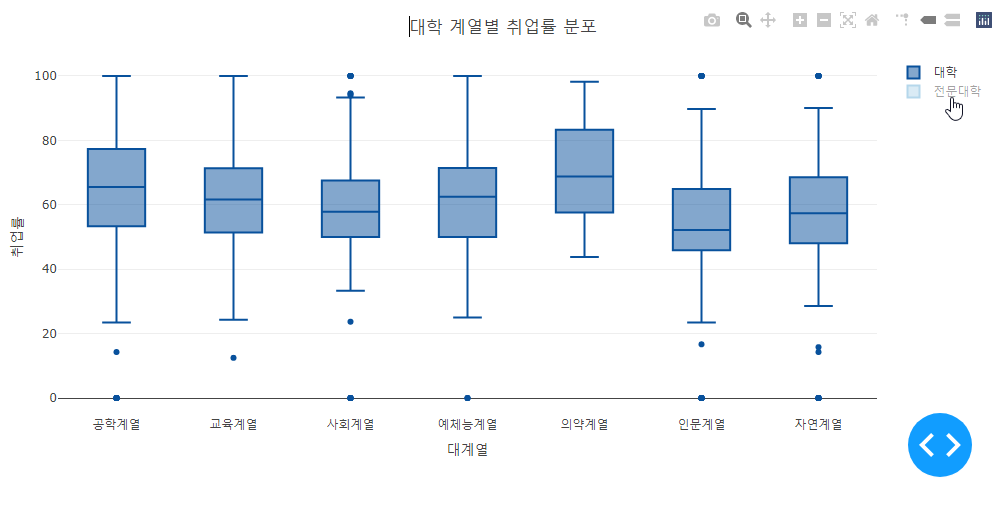 대학 계열별 취업률 분포
대학
전문대학
취업률
100
80
60
40
20
0
공학계열 교육계열 사회계열 예체능계열 의약계열 인문계열 자연계열
대계열